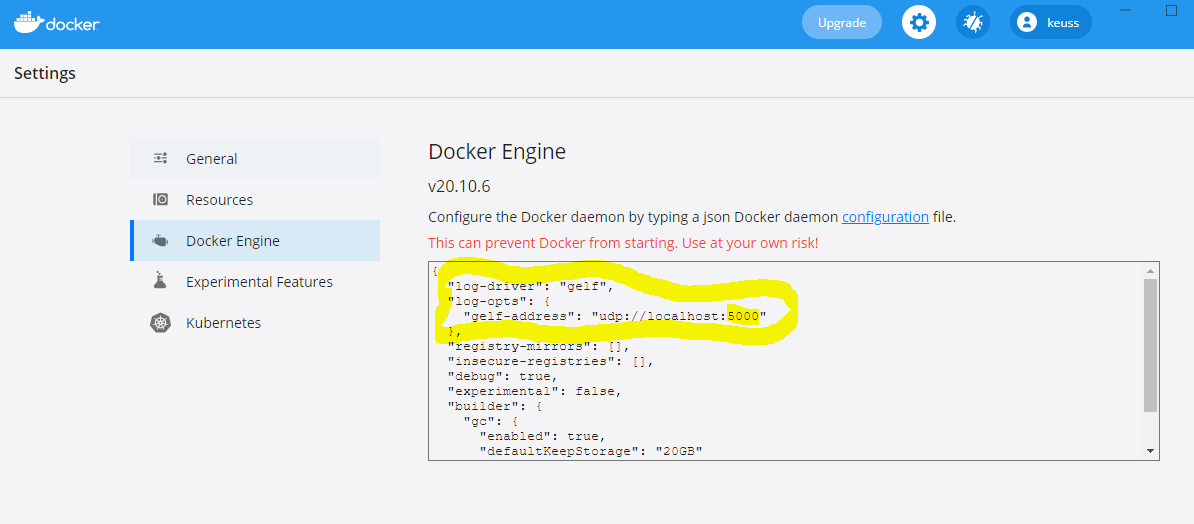 docker
Upgrade
keuss
Settings
General
Resources
Docker Engine
Experimental Features
Kubernetes
Docker Engine
v20.10.6
Configure the Docker daemon by typing a json Docker daemon configuration file.
This can prevent Docker from starting. Use at your own risk!
{
"log-driver": "gelf",
"log-opts": {
"gelf-address": "udp://localhost:5000"
},
"registry-mirrors": [],
"insecure-registries": [],
"debug": true,
"experimental": false,
"builder": {
"gc": {
"enabled": true,
"defaultKeepStorage": "20GB"